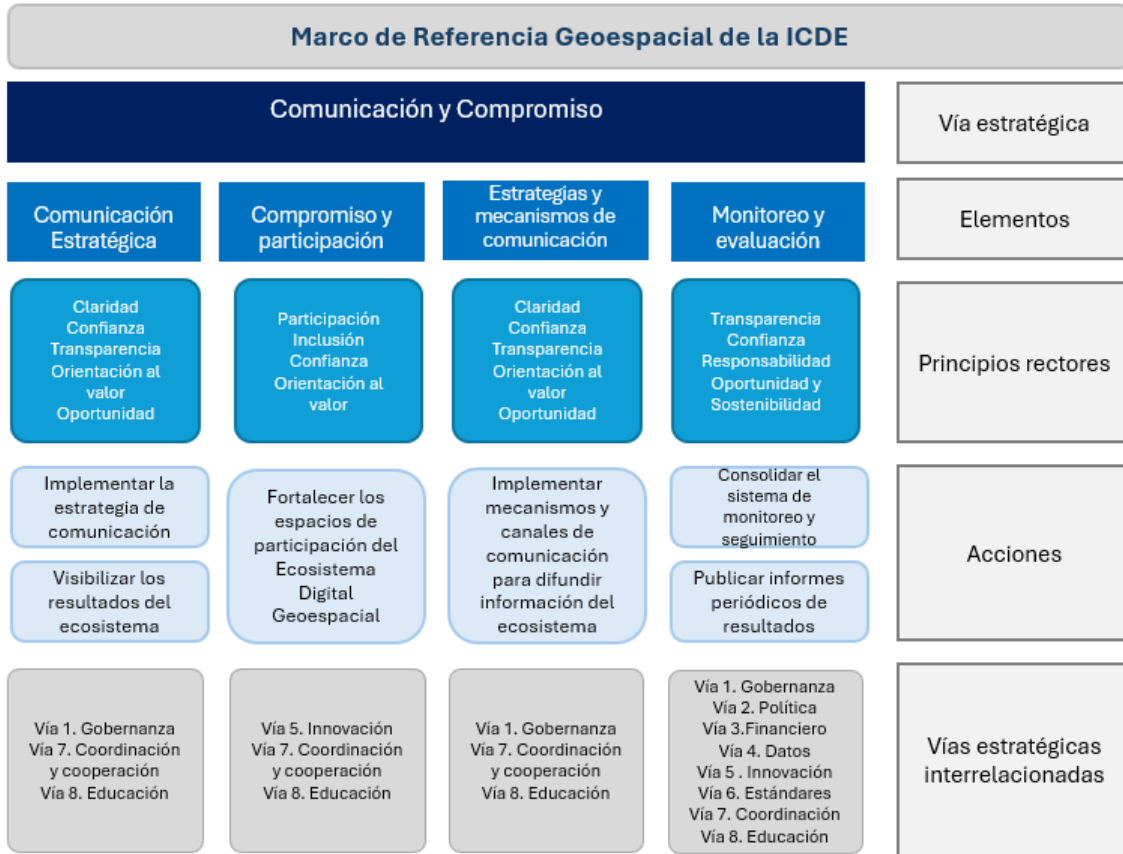 Marco de Referencia Geoespacial de la ICDE
Comunicación y Compromiso
Vía estratégica
Comunicación
Estratégica
Compromiso y
participación
Estrategias y
mecanismos de
comunicación
Monitoreo y
evaluación
Elementos
Claridad
Confianza
Transparencia
Orientación al
valor
Oportunidad
Participación
Inclusión
Confianza
Orientación al
valor
Claridad
Confianza
Transparencia
Orientación al
valor
Oportunidad
Transparencia
Confianza
Responsabilidad
Oportunidad y
Sostenibilidad
Principios rectores
Implementar la
estrategia de
comunicación
Visibilizar los
resultados del
ecosistema
Fortalecer los
espacios de
participación del
Ecosistema
Digital
Geoespacial
Implementar
mecanismos y
canales de
comunicación
para difundir
información del
ecosistema
Consolidar el
sistema de
monitoreo y
seguimiento
Publicar informes
periódicos de
resultados
Acciones
Vía 1. Gobernanza
Vía 7. Coordinación
y cooperación
Vía 8. Educación
Vía 5. Innovación
Vía 7. Coordinación
y cooperación
Vía 8. Educación
Vía 1. Gobernanza
Vía 7. Coordinación
y cooperación
Vía 8. Educación
Vía 1. Gobernanza
Vía 2. Política
Vía 3.Financiero
Vía 4. Datos
Vía 5 . Innovación
Vía 6. Estándares
Vía 7. Coordinación
Vía 8. Educación
Vías estratégicas
interrelacionadas